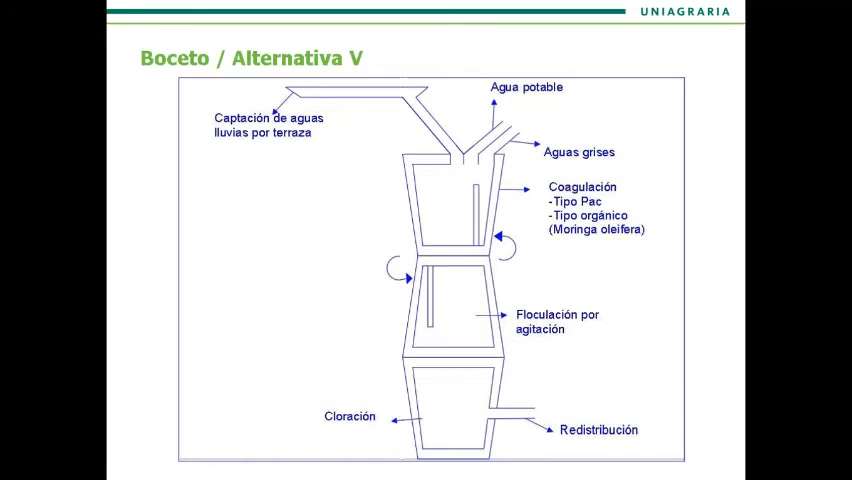 UNIAGRARIA
Boceto / Alternativa V
Agua potable
Captación de aguas
lluvias por terraza
Aguas grises
Coagulación
-Tipo Pac
-Tipo orgánico
(Moringa oleifera)
Floculación por
agitación
Cloración
Redistribución